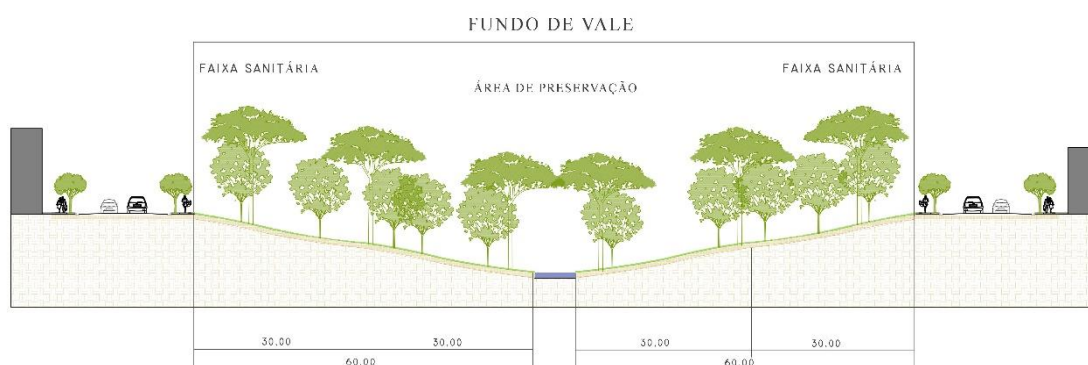 FUNDO DE VALE
FAIXA SANITÁRIA
FAIXA SANITÁRIA
ÁREA DE PRESERVAÇÃO
30.00
30.00
30.00
30.00
60.00
60.00